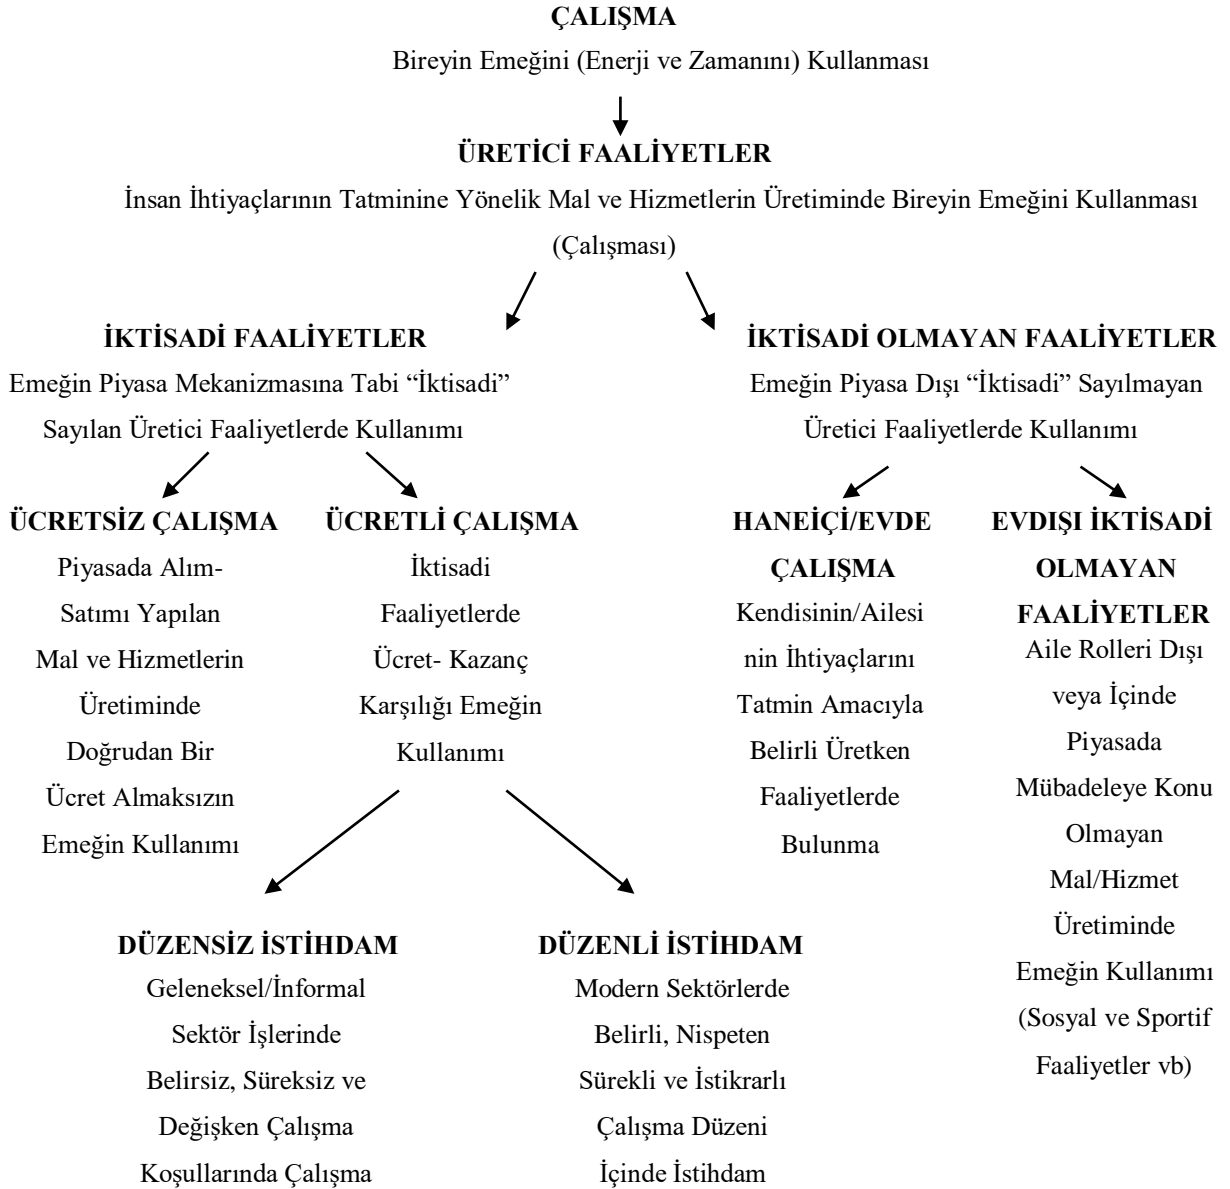 ÇALIŞMA
Bireyin Emeğini (Enerji ve Zamanını) Kullanması
ÜRETİCİ FAALİYETLER
İnsan İhtiyaçlarının Tatminine Yönelik Mal ve Hizmetlerin Üretiminde Bireyin Emeğini Kullanması
(Çalışması)
İKTİSADİ FAALİYETLER
Emeğin Piyasa Mekanizmasına Tabi “İktisadi”
Sayılan Üretici Faaliyetlerde Kullanımı
İKTİSADİ OLMAYAN FAALİYETLER
Emeğin Piyasa Dışı “İktisadi” Sayılmayan
Üretici Faaliyetlerde Kullanımı
ÜCRETSİZ ÇALIŞMA
Piyasada Alım-
Satımı Yapılan
Mal ve Hizmetlerin
Üretiminde
Doğrudan Bir
Ücret Almaksızın
Emeğin Kullanımı
ÜCRETLİ ÇALIŞMA
İktisadi
Faaliyetlerde
Ücret- Kazanç
Karşılığı Emeğin
Kullanımı
HANEİÇİ/EVDE
ÇALIŞMA
Kendisinin/Ailesi
nin İhtiyaçlarını
Tatmin Amacıyla
Belirli Üretken
Faaliyetlerde
Bulunma
EVDIŞI İKTİSADİ
OLMAYAN
FAALİYETLER
Aile Rolleri Dışı
veya İçinde
Piyasada
Mübadeleye Konu
Olmayan
Mal/Hizmet
Üretiminde
Emeğin Kullanımı
(Sosyal ve Sportif
Faaliyetler vb)
DÜZENSİZ İSTİHDAM
Geleneksel/İnformal
Sektör İşlerinde
Belirsiz, Süreksiz ve
Değişken Çalışma
Koşullarında Çalışma
DÜZENLİ İSTİHDAM
Modern Sektörlerde
Belirli, Nispeten
Sürekli ve İstikrarlı
Çalışma Düzeni
İçinde İstihdam